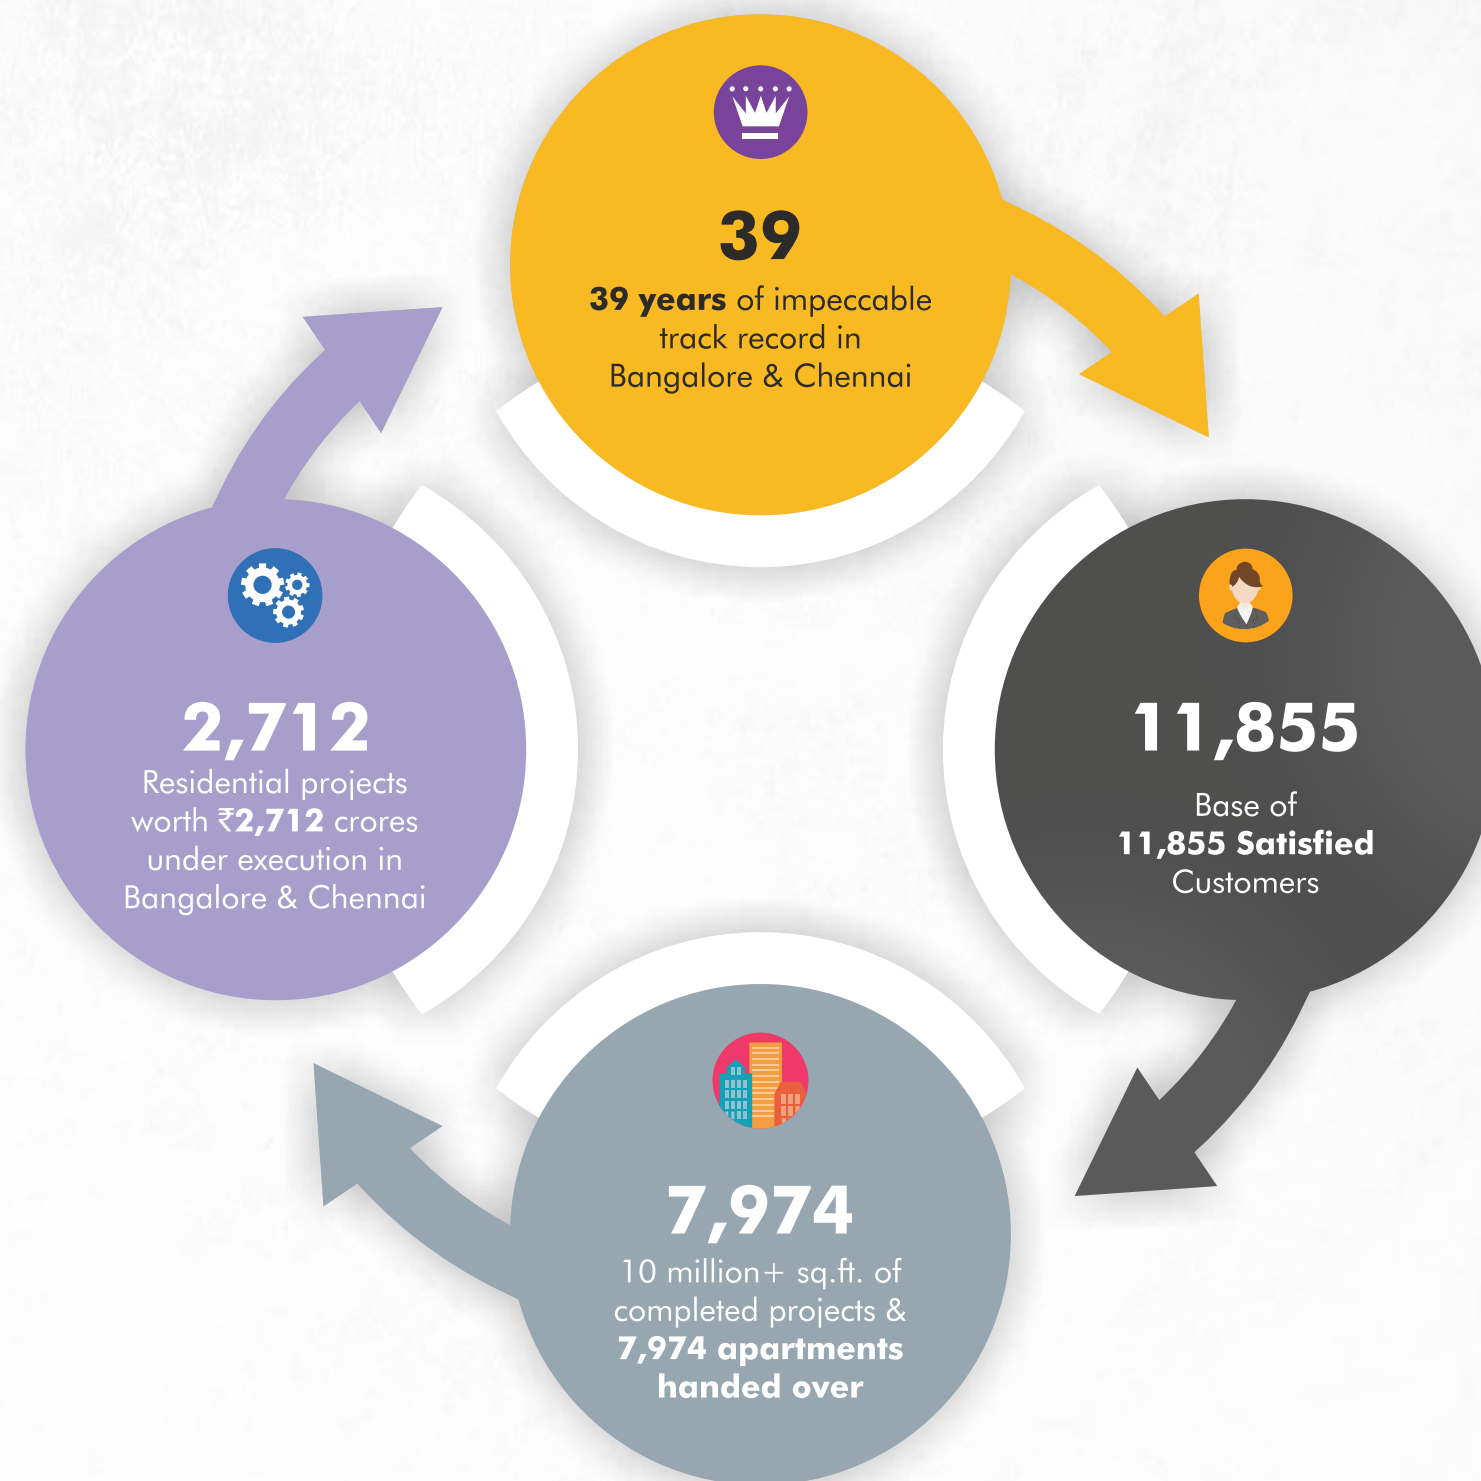 39
39 years of impeccable
track record in
Bangalore & Chennai
11,855
Base of
11,855 Satisfied
Customers
7,974
10 million+ sq.ft. of
completed projects &
7,974 apartments
handed over
2,712
Residential projects
worth ₹2,712 crores
under execution in
Bangalore & Chennai